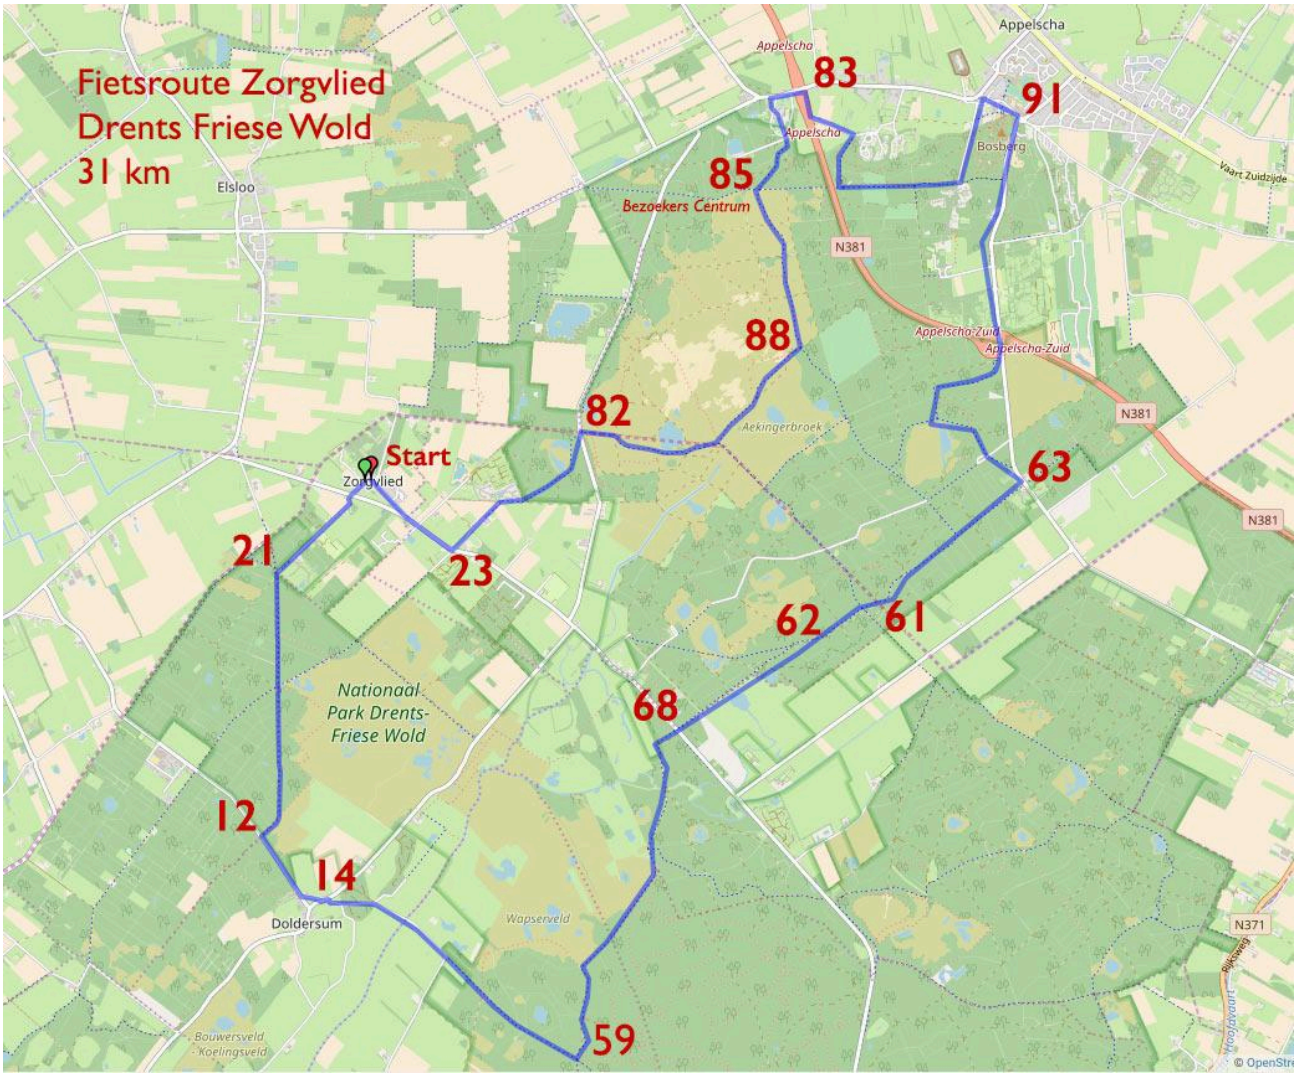 Appelscha
Appelscha
Fietsroute Zorgvlied
Drents Friese Wold
31 km
83
91
Appelscha
Bosberg
Vaart Zuidzijde
Elsloo
85
Bezoekers Centrum
N381
88
Appelscha-Zuid
Appelscha-Zuid
82
N381
Aekingerbroek
Start
Zorgvlied
63
N381
21
23
62
61
Nationaal
Park Drents-
Friese Wold
68
12
14
Doldersum
Wapserveld
N371
Rijksweg
Hoofdvaart
Bouwersveld
- Koelingsveld
59
© OpenStre